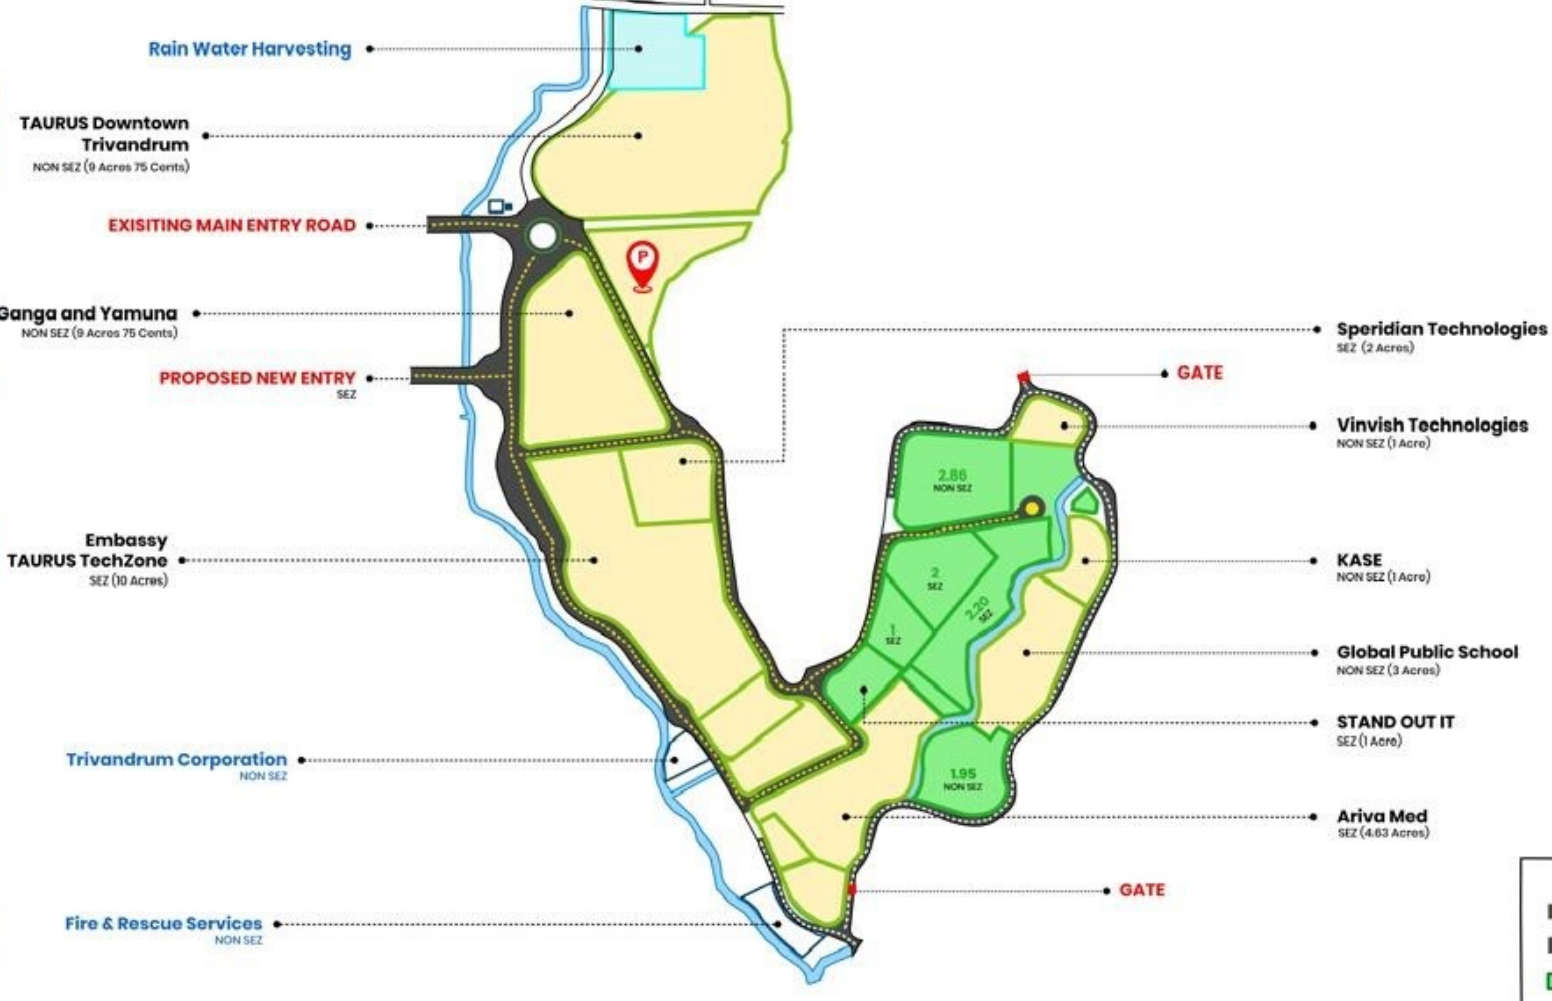 Rain Water Harvesting
TAURUS Downtown
Trivandrum
NON SEZ (9 Acres 75 Cents)
EXISITING MAIN ENTRY ROAD
P
Ganga and Yamuna
NON SEZ (9 Acres 75 Cents)
PROPOSED NEW ENTRY
SEZ
Embassy
TAURUS TechZone
SEZ (10 Acres)
Trivandrum Corporation
NON SEZ
Fire & Rescue Services
NON SEZ
2.86
NON SEZ
2
SEZ
2.20
SEZ
1
SEZ
1.95
NON SEZ
Speridian Technologies
SEZ (2 Acres)
GATE
Vinvish Technologies
NON SEZ (1 Acre)
KASE
NON SEZ (1 Acre)
Global Public School
NON SEZ (3 Acres)
STAND OUT IT
SEZ (1 Acre)
Ariva Med
SEZ (4.63 Acres)
GATE